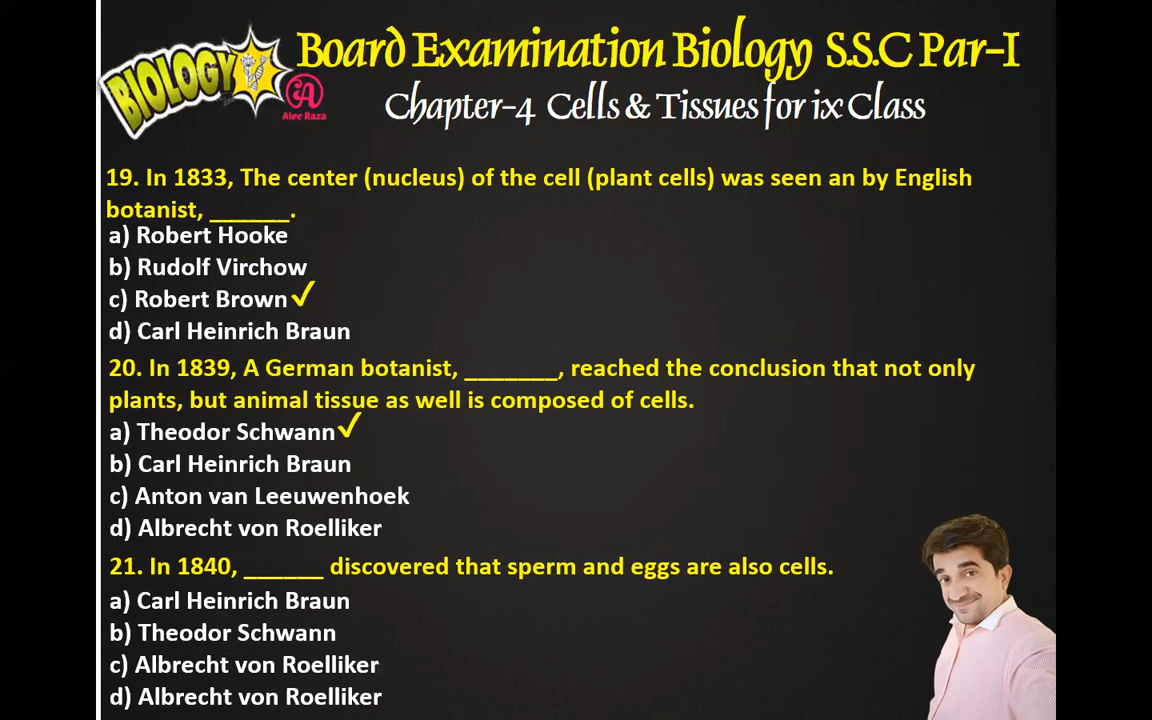 BIOLOGY
Alee Raza
Board Examination Biology S.S.C Par-I
Chapter-4 Cells & Tissues for ix Class
19. In 1833, The center (nucleus) of the cell (plant cells) was seen an by English
botanist, ______.
a) Robert Hooke
b) Rudolf Virchow
c) Robert Brown✓
d) Carl Heinrich Braun
20. In 1839, A German botanist, _______, reached the conclusion that not only
plants, but animal tissue as well is composed of cells.
a) Theodor Schwann✓
b) Carl Heinrich Braun
c) Anton van Leeuwenhoek
d) Albrecht von Roelliker
21. In 1840, ______ discovered that sperm and eggs are also cells.
a) Carl Heinrich Braun
b) Theodor Schwann
c) Albrecht von Roelliker
d) Albrecht von Roelliker